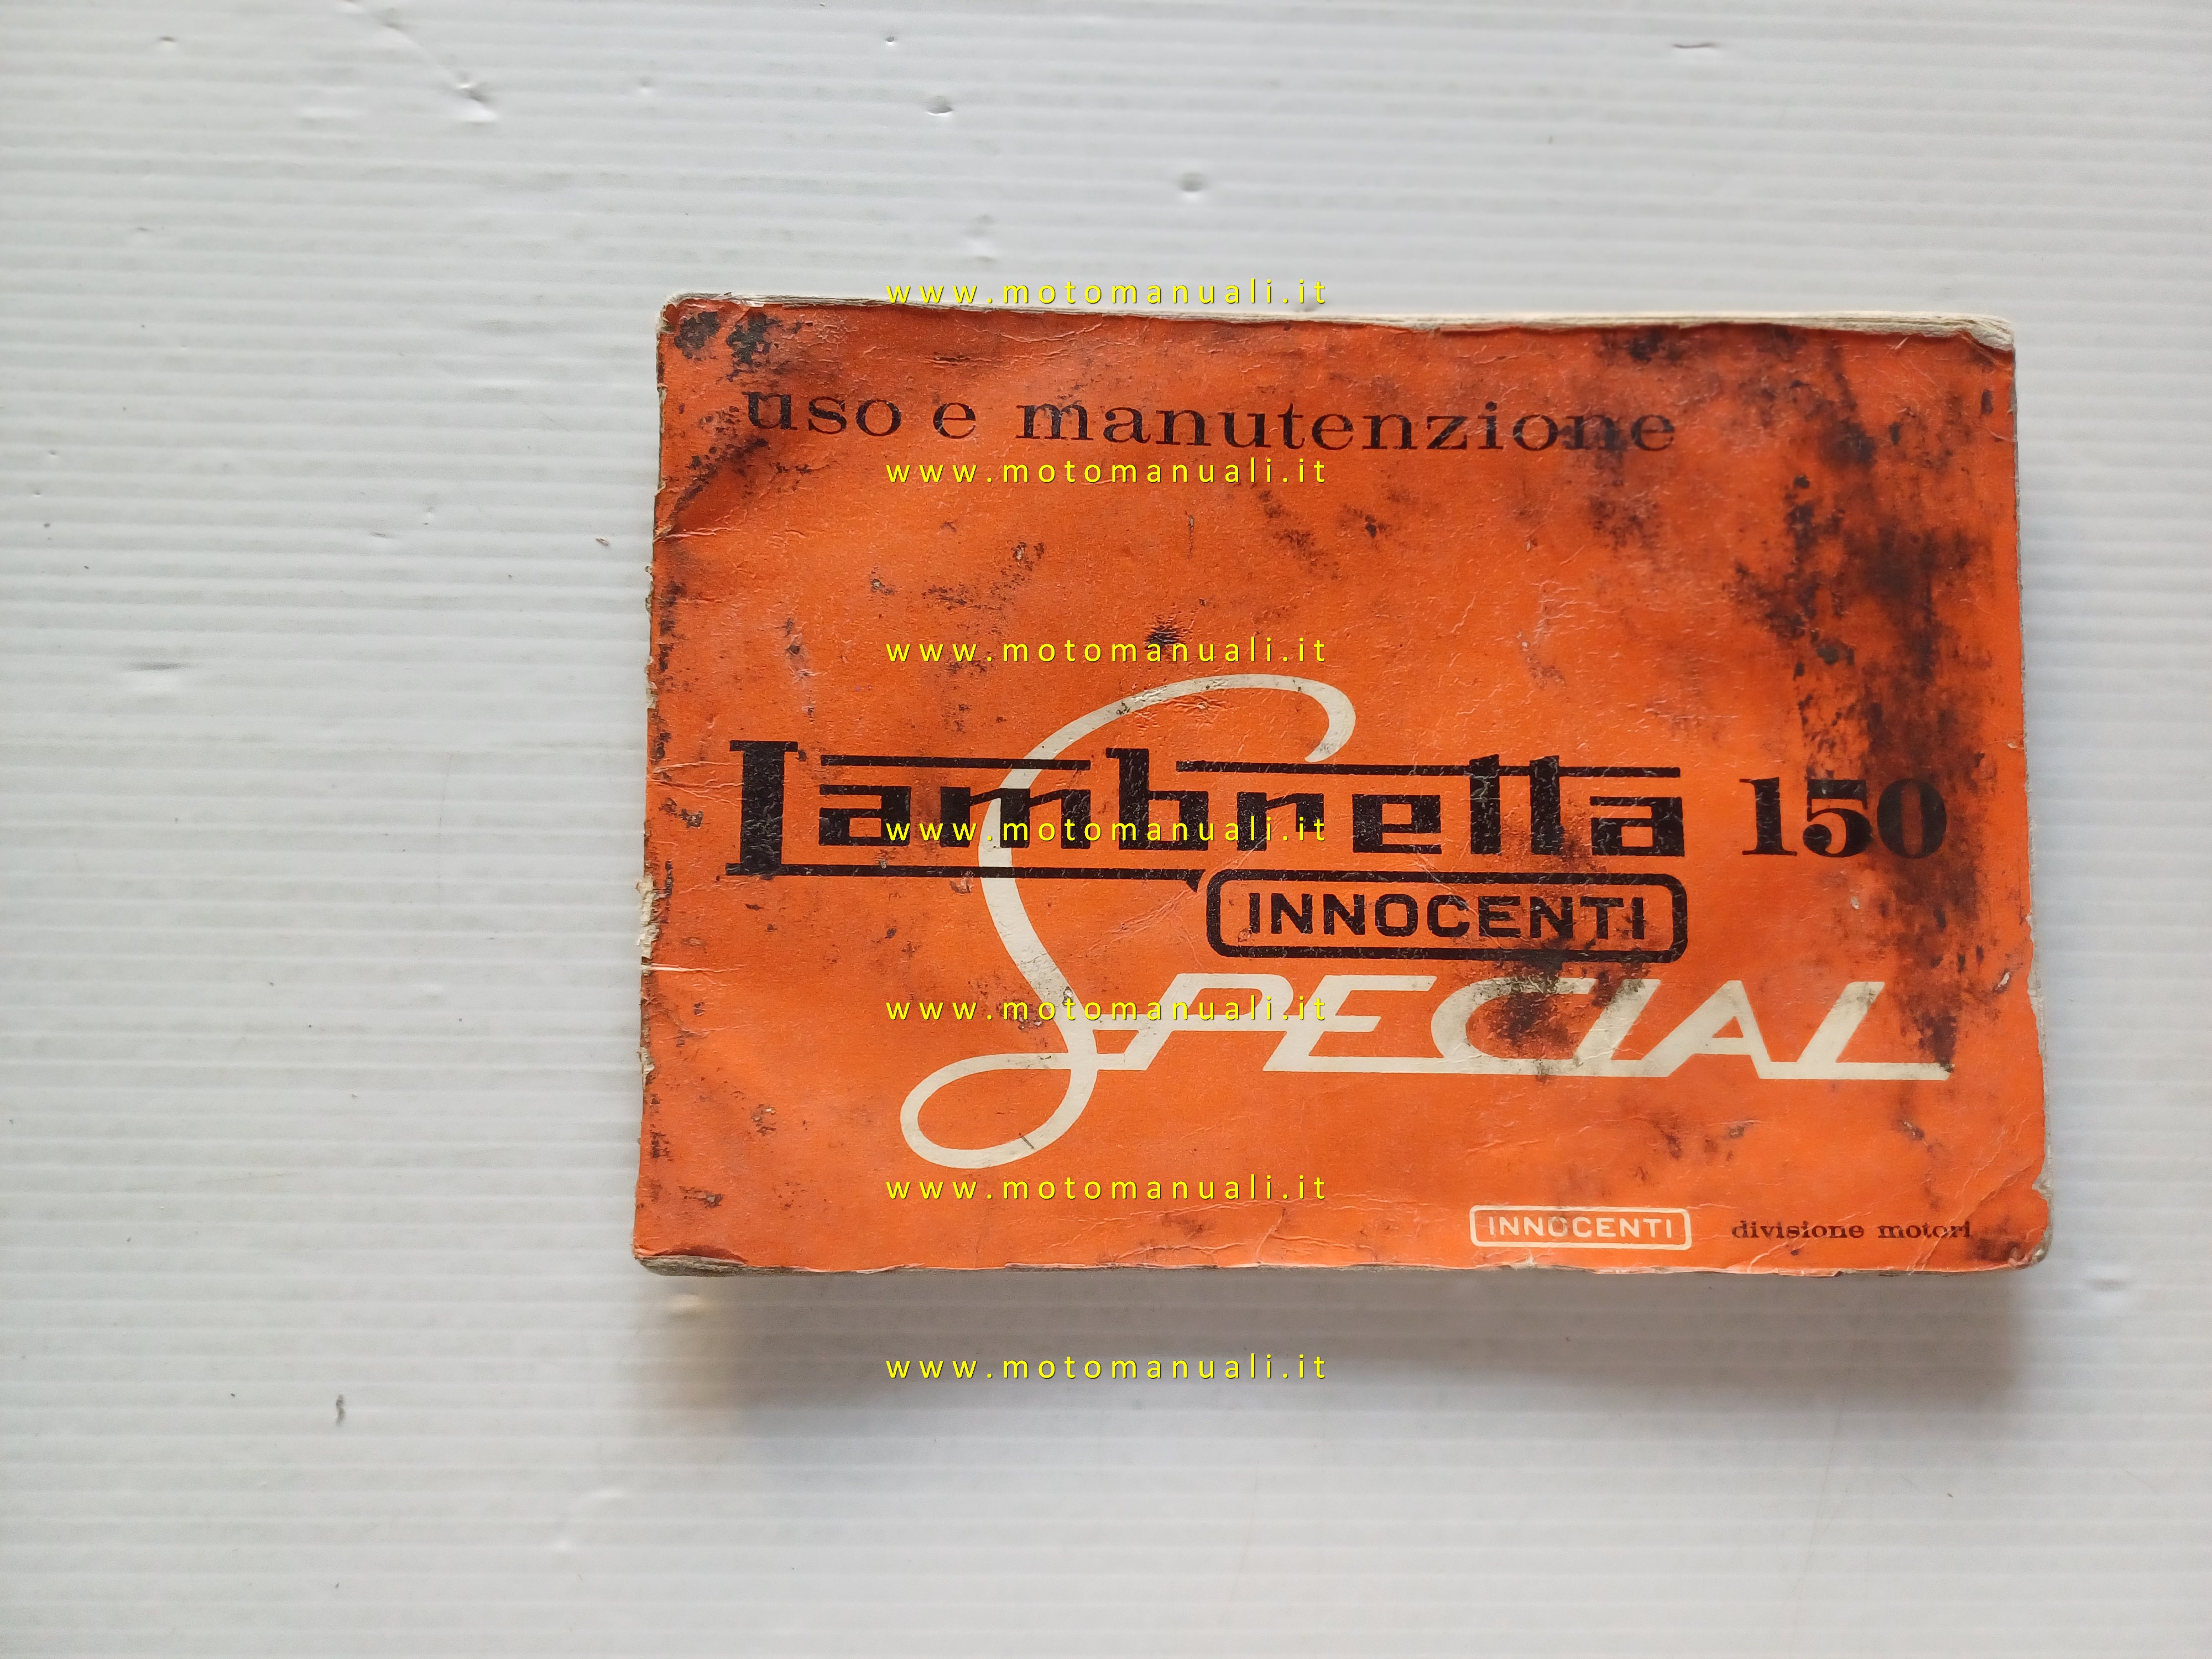 www.motomanuali.it
uso e manutenzione
www.motomanuali.it
www.motomanuali.it
Lambretta 150
www.motomanuali.it
INNOCENTI
SPECIAL
www.motomanuali.it
www.motomanuali.it
INNOCENTI divisione motori
www.motomanuali.it